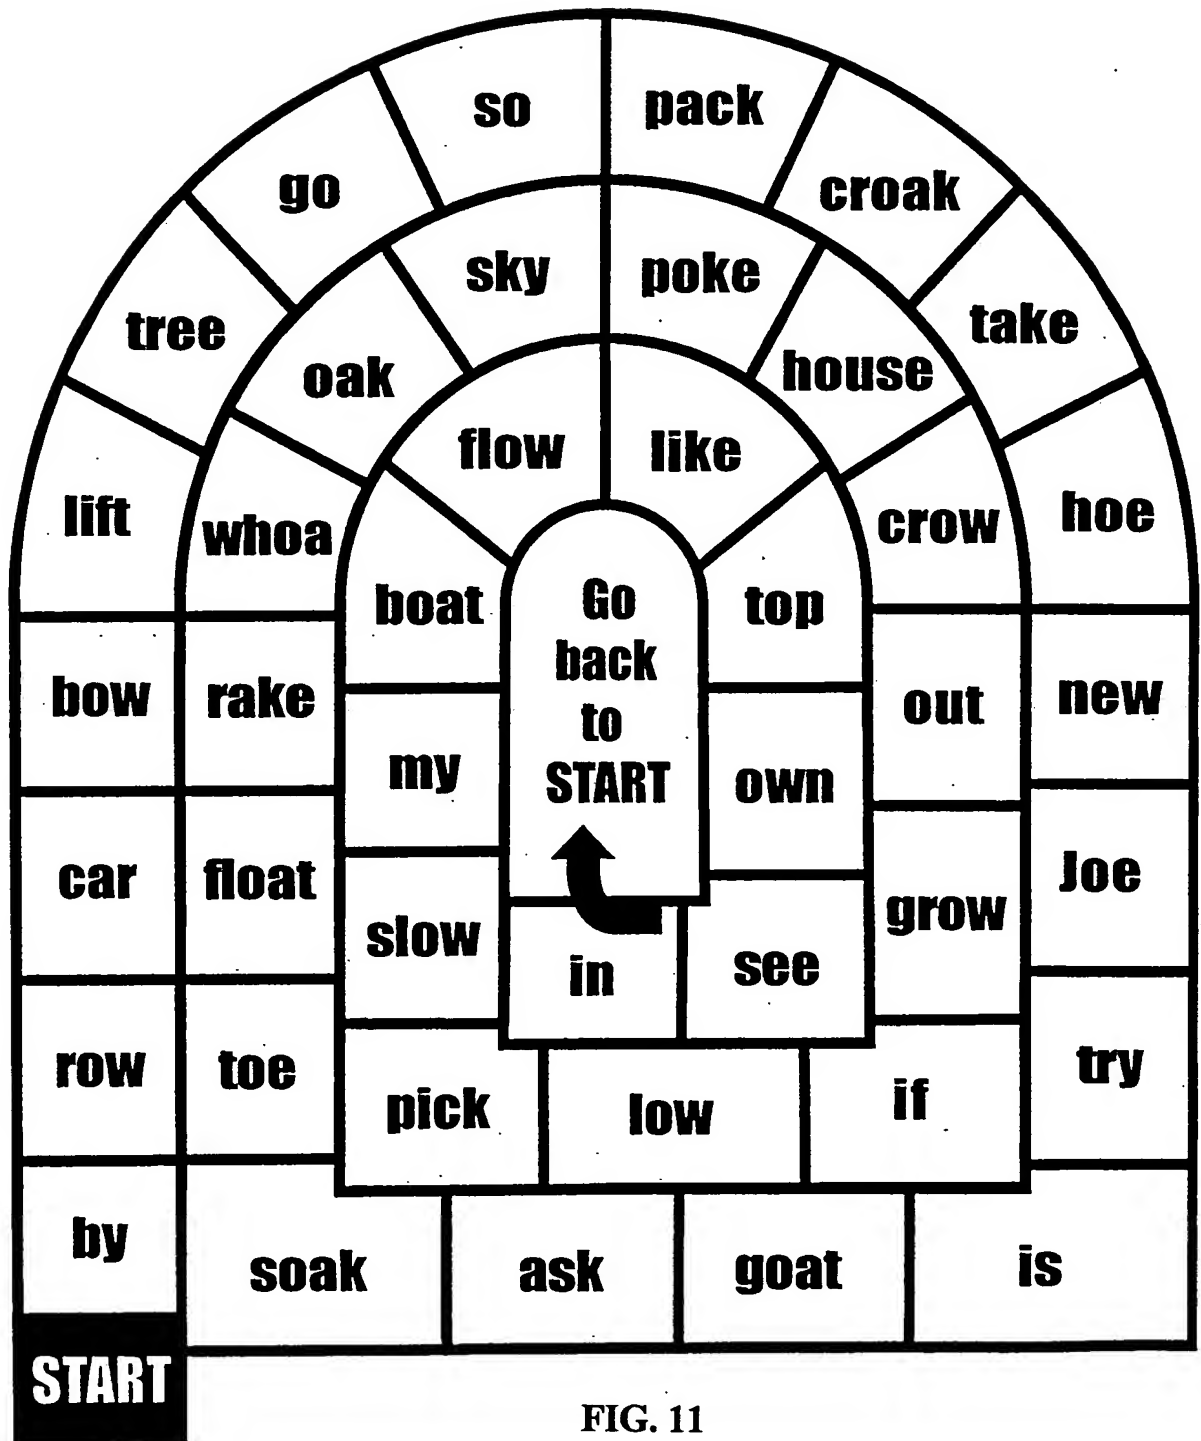 START
by
row
car
bow
lift
tree
go
so
pack
croak
take
hoe
new
Joe
try
is
goat
ask
soak
toe
float
rake
whoa
oak
sky
poke
house
crow
out
grow
if
low
pick
slow
my
boat
flow
like
top
own
see
in
Go
back
to
START
FIG. 11